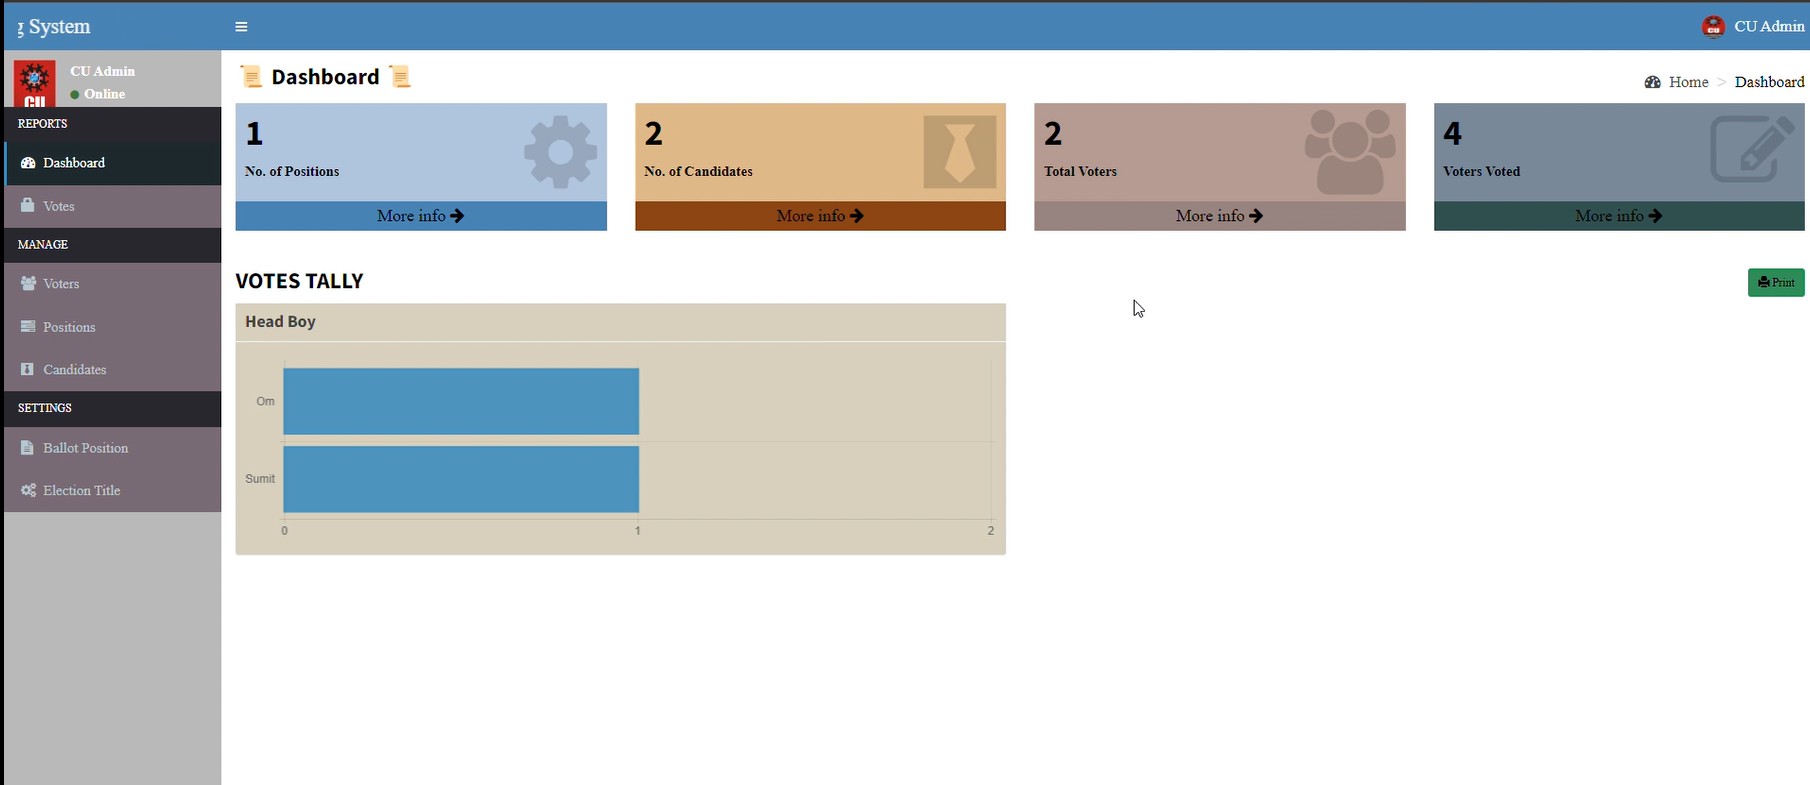 System
CU Admin
CU Admin
Online
CU
REPORTS
Dashboard
Votes
MANAGE
Voters
Positions
Candidates
SETTINGS
Ballot Position
Election Title
Dashboard
Home > Dashboard
1
No. of Positions
More info
2
No. of Candidates
More info
2
Total Voters
More info
4
Voters Voted
More info
VOTES TALLY
Print
Head Boy
Om
Sumit
0 1 2